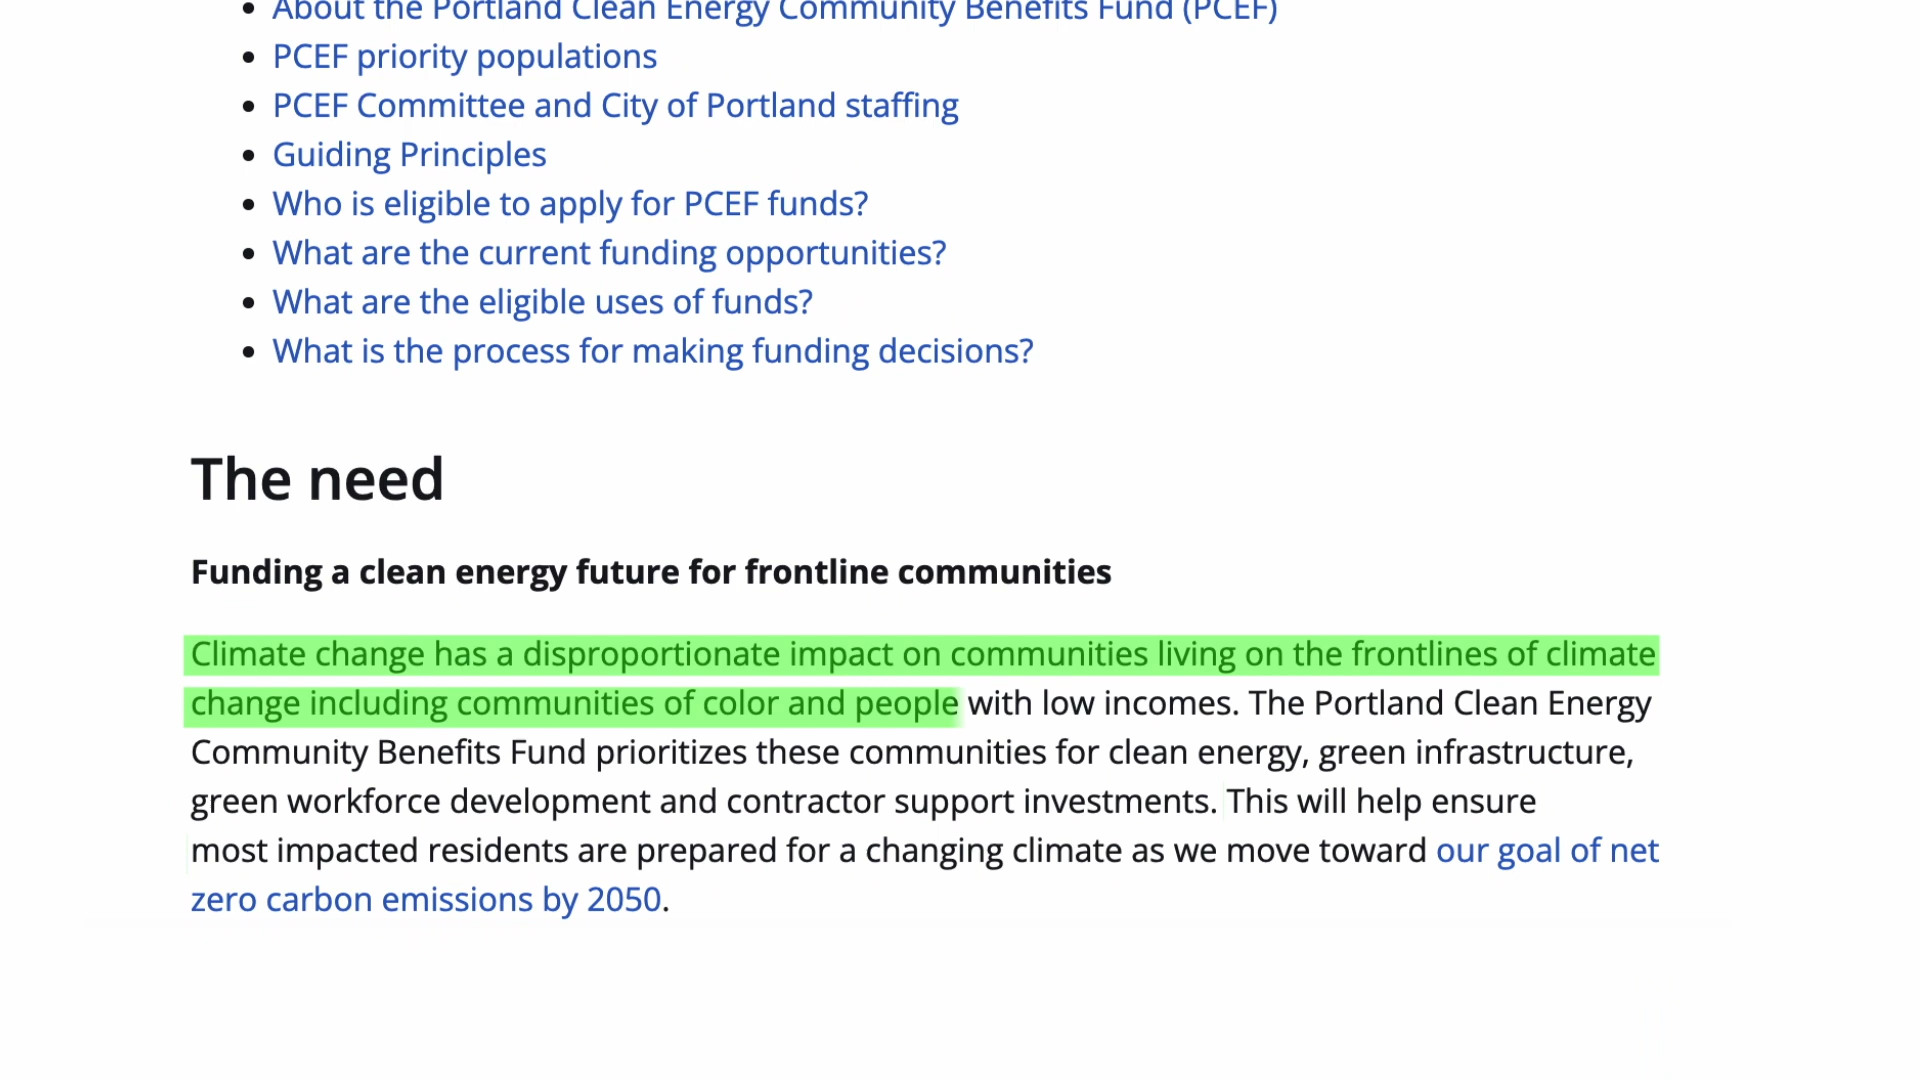 About the Portland Clean Energy Community Benefits Fund (PCEF)
PCEF priority populations
PCEF Committee and City of Portland staffing
Guiding Principles
Who is eligible to apply for PCEF funds?
What are the current funding opportunities?
What are the eligible uses of funds?
What is the process for making funding decisions?
The need
Funding a clean energy future for frontline communities
Climate change has a disproportionate impact on communities living on the frontlines of climate
change including communities of color and people with low incomes. The Portland Clean Energy
Community Benefits Fund prioritizes these communities for clean energy, green infrastructure,
green workforce development and contractor support investments. This will help ensure
most impacted residents are prepared for a changing climate as we move toward our goal of net
zero carbon emissions by 2050.